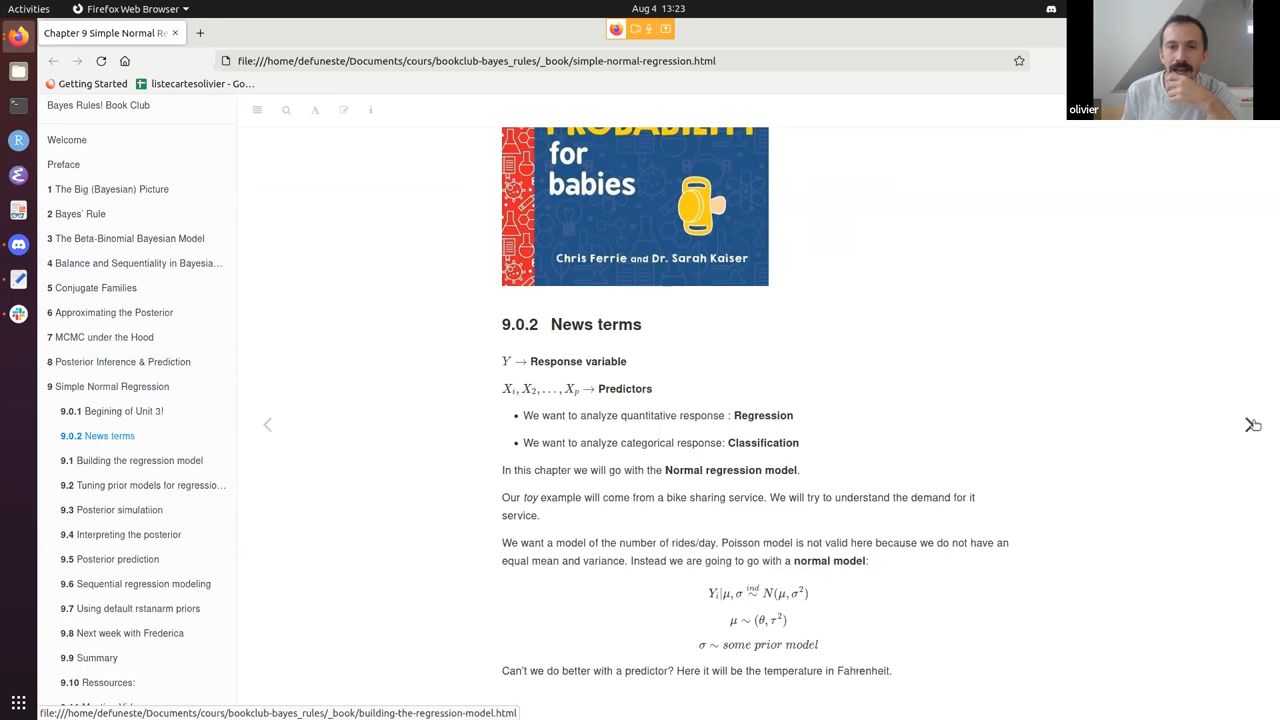 Activities
Firefox Web Browser
Aug 4 13:23
Chapter 9 Simple Normal Re
file:///home/defuneste/Documents/cours/bookclub-bayes_rules/_book/simple-normal-regression.html
Getting Started
listecartesolivier - Go…
olivier
Bayes Rules! Book Club
Welcome
Preface
1 The Big (Bayesian) Picture
2 Bayes' Rule
3 The Beta-Binomial Bayesian Model
4 Balance and Sequentiality in Bayesia…
5 Conjugate Families
6 Approximating the Posterior
7 MCMC under the Hood
8 Posterior Inference & Prediction
9 Simple Normal Regression
9.0.1 Begining of Unit 3!
9.0.2 News terms
9.1 Building the regression model
9.2 Tuning prior models for regressio…
9.3 Posterior simulatiion
9.4 Interpreting the posterior
9.5 Posterior prediction
9.6 Sequential regression modeling
9.7 Using default rstanarm priors
9.8 Next week with Frederica
9.9 Summary
9.10 Ressources:
PROBABILITY
for
babies
Chris Ferrie and Dr. Sarah Kaiser
9.0.2 News terms
Y → Response variable
X_i, X_2, …, X_p → Predictors
• We want to analyze quantitative response : Regression
• We want to analyze categorical response: Classification
In this chapter we will go with the Normal regression model.
Our toy example will come from a bike sharing service. We will try to understand the demand for it
service.
We want a model of the number of rides/day. Poisson model is not valid here because we do not have an
equal mean and variance. Instead we are going to go with a normal model:
Y_i|μ, σ ~^{ind} N(μ, σ²)
μ ~ (θ, τ²)
σ ~ some prior model
Can't we do better with a predictor? Here it will be the temperature in Fahrenheit.
file:///home/defuneste/Documents/cours/bookclub-bayes_rules/_book/building-the-regression-model.html